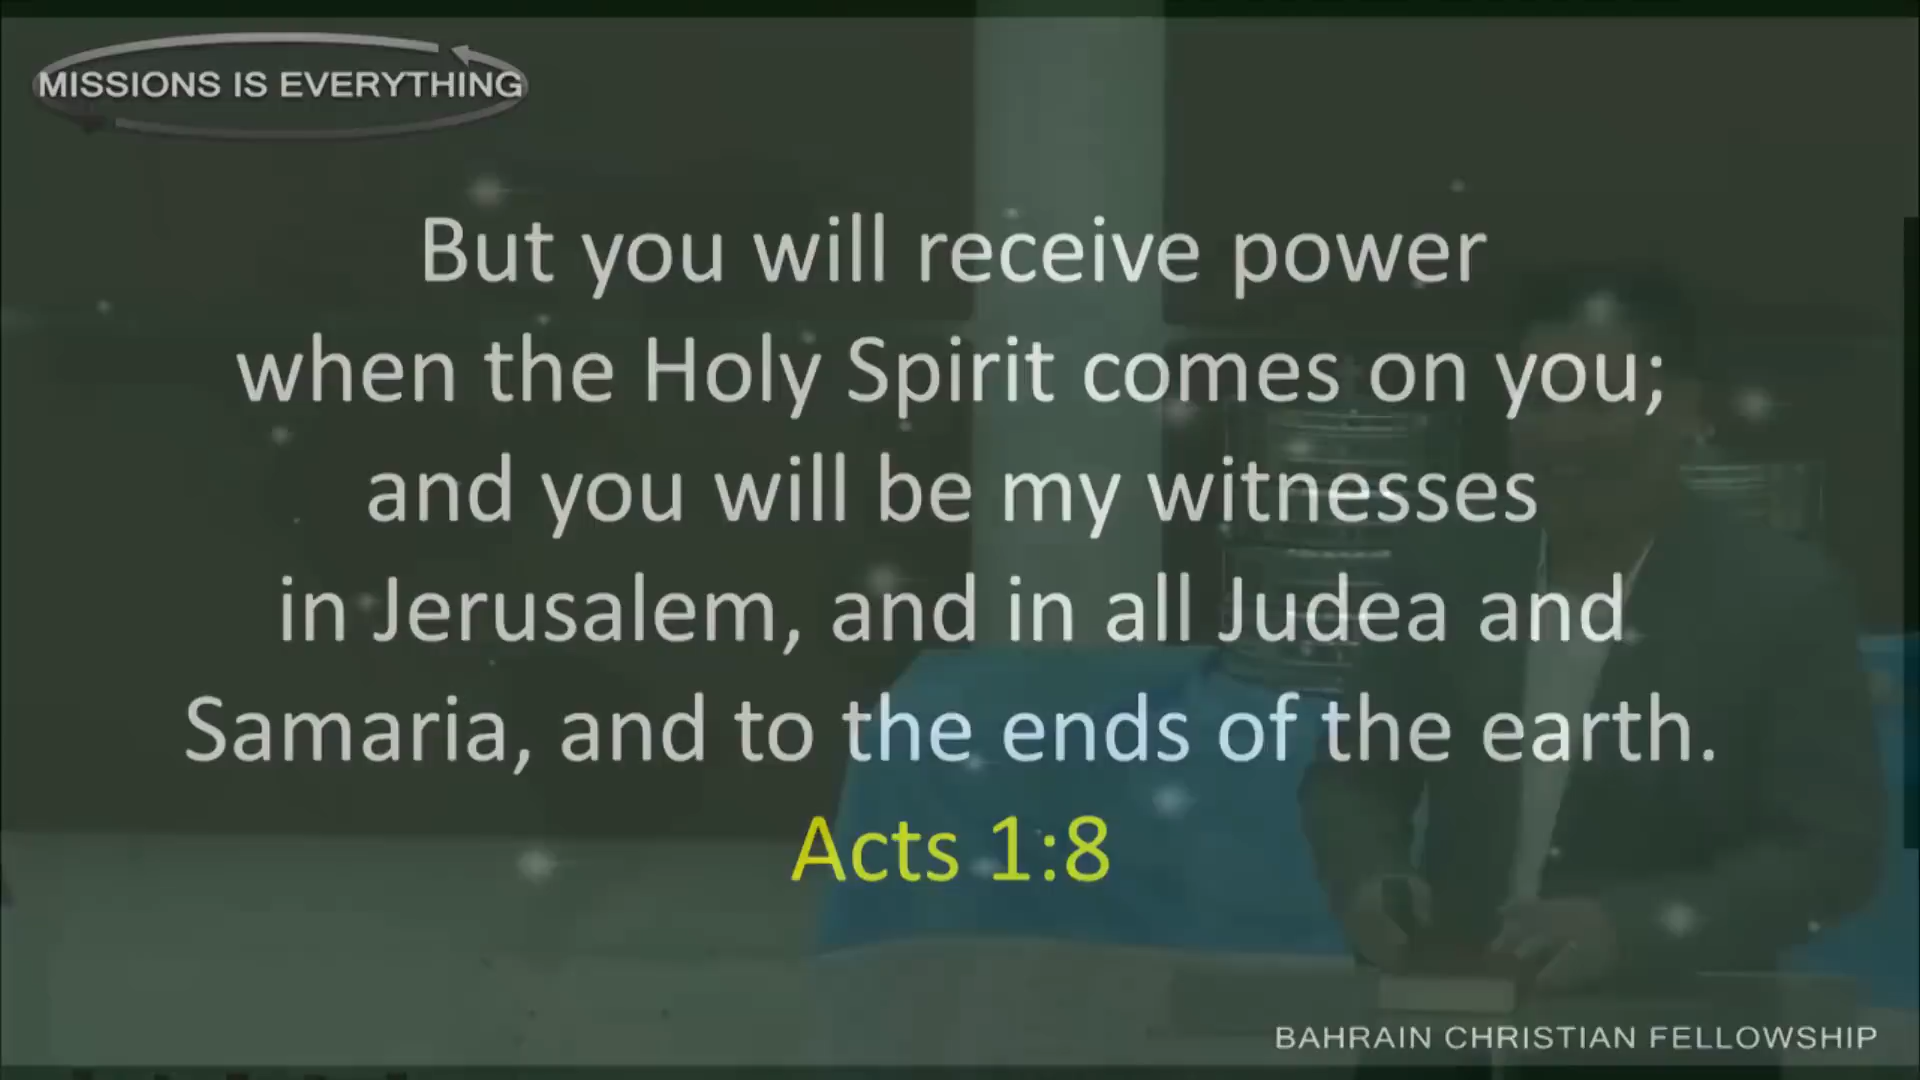 MISSIONS IS EVERYTHING
But you will receive power
when the Holy Spirit comes on you;
and you will be my witnesses
in Jerusalem, and in all Judea and
Samaria, and to the ends of the earth.
Acts 1:8
BAHRAIN CHRISTIAN FELLOWSHIP